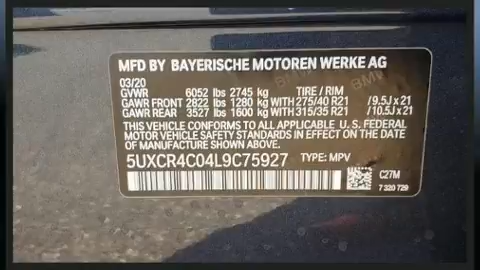 MFD BY BAYERISCHE MOTOREN WERKE AG
03/20
GVWR 6052 lbs 2745 kg TIRE / RIM
GAWR FRONT 2822 lbs 1280 kg WITH 275/40 R21 / 9.5J x 21
GAWR REAR 3527 lbs 1600 kg WITH 315/35 R21 / 10.5J x 21
THIS VEHICLE CONFORMS TO ALL APPLICABLE U. S. FEDERAL
MOTOR VEHICLE SAFETY STANDARDS IN EFFECT ON THE DATE
OF MANUFACTURE SHOWN ABOVE.
5UXCR4C04L9C75927 TYPE: MPV
C27M
7 320 729
BMW